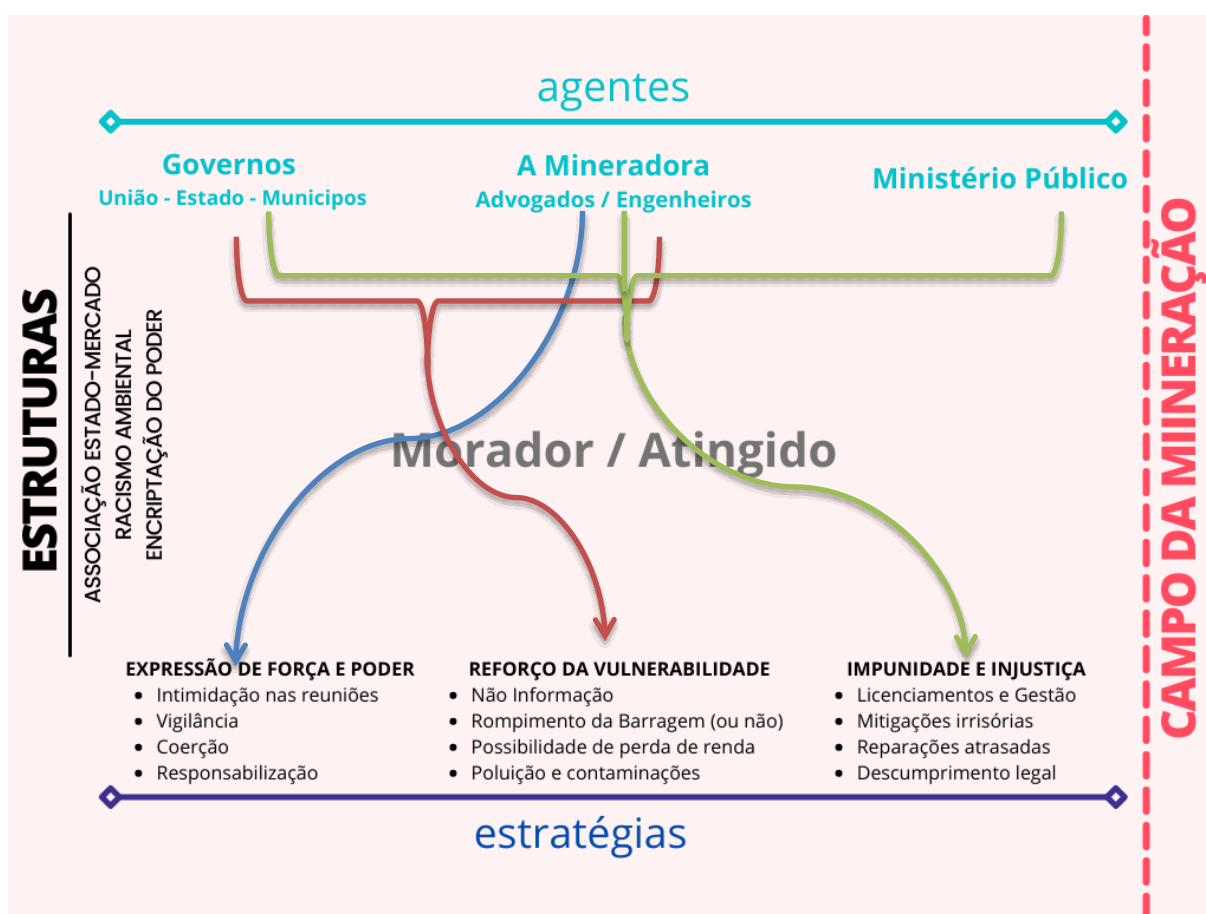 agentes
Governos
União - Estado - Municipos
A Mineradora
Advogados / Engenheiros
Ministério Público
ESTRUTURAS
ASSOCIAÇÃO ESTADO-MERCADO
RACISMO AMBIENTAL
ENCRIPTAÇÃO DO PODER
Morador / Atingido
EXPRESSÃO DE FORÇA E PODER
• Intimidação nas reuniões
• Vigilância
• Coerção
• Responsabilização
REFORÇO DA VULNERABILIDADE
• Não Informação
• Rompimento da Barragem (ou não)
• Possibilidade de perda de renda
• Poluição e contaminações
IMPUNIDADE E INJUSTIÇA
• Licenciamentos e Gestão
• Mitigações irrisórias
• Reparações atrasadas
• Descumprimento legal
estratégias
CAMPO DA MIINERAÇÃO